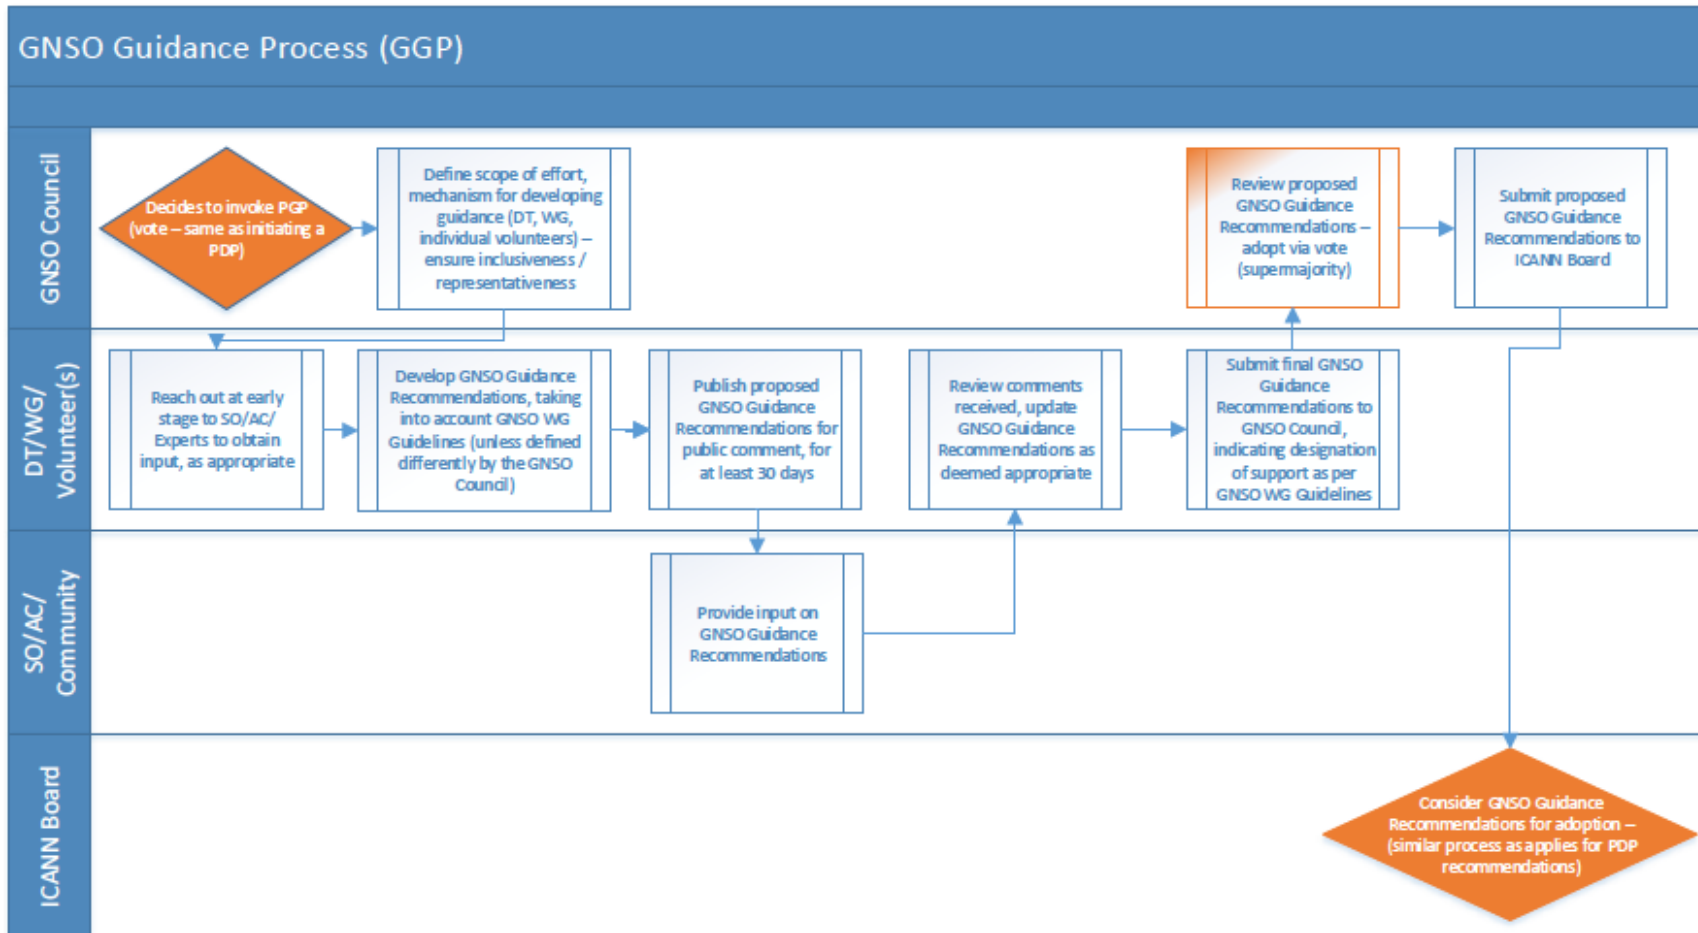 GNSO Guidance Process (GGP)
GNSO Council
Decides to invoke PGP
(vote – same as initiating a
PDP)
Define scope of effort,
mechanism for developing
guidance (DT, WG,
individual volunteers) –
ensure inclusiveness /
representativeness
Review proposed
GNSO Guidance
Recommendations –
adopt via vote
(supermajority)
Submit proposed
GNSO Guidance
Recommendations to
ICANN Board
DT/WG/
Volunteer(s)
Reach out at early
stage to SO/AC/
Experts to obtain
input, as appropriate
Develop GNSO Guidance
Recommendations, taking
into account GNSO WG
Guidelines (unless defined
differently by the GNSO
Council)
Publish proposed
GNSO Guidance
Recommendations for
public comment, for
at least 30 days
Review comments
received, update
GNSO Guidance
Recommendations as
deemed appropriate
Submit final GNSO
Guidance
Recommendations to
GNSO Council,
indicating designation
of support as per
GNSO WG Guidelines
SO/AC/
Community
Provide input on
GNSO Guidance
Recommendations
ICANN Board
Consider GNSO Guidance
Recommendations for adoption –
(similar process as applies for PDP
recommendations)